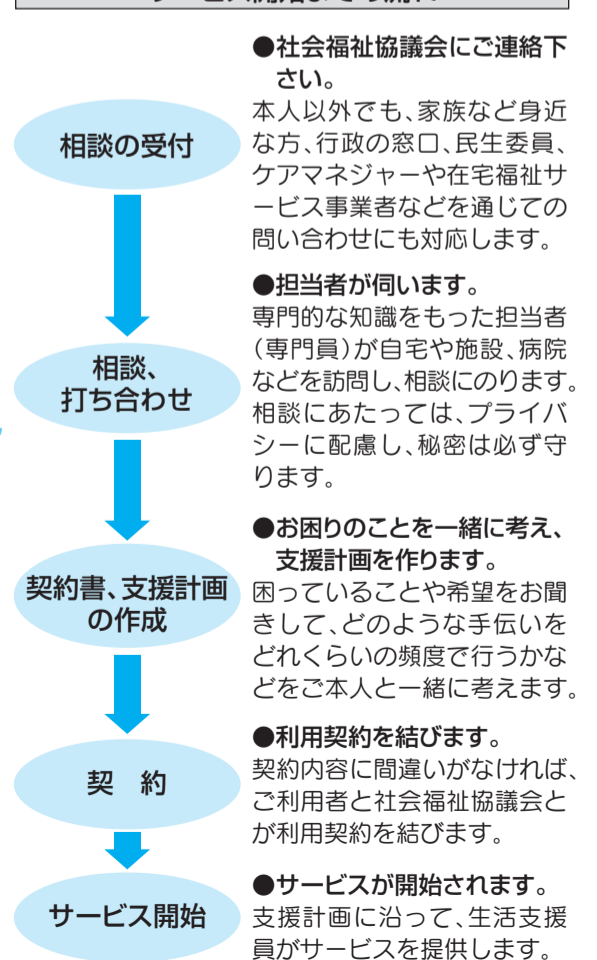 相談の受付
●社会福祉協議会にご連絡下
さい。
本人以外でも、家族など身近
な方、行政の窓口、民生委員、
ケアマネジャーや在宅福祉サ
ービス事業者などを通じての
問い合わせにも対応します。
相談、
打ち合わせ
●担当者が伺います。
専門的な知識をもった担当者
(専門員)が自宅や施設、病院
などを訪問し、相談にのります。
相談にあたっては、プライバ
シーに配慮し、秘密は必ず守
ります。
契約書、支援計画
の作成
●お困りのことを一緒に考え、
支援計画を作ります。
困っていることや希望をお聞
きして、どのような手伝いを
どれくらいの頻度で行うかな
どをご本人と一緒に考えます。
契　約
●利用契約を結びます。
契約内容に間違いがなければ、
ご利用者と社会福祉協議会と
が利用契約を結びます。
サービス開始
●サービスが開始されます。
支援計画に沿って、生活支援
員がサービスを提供します。